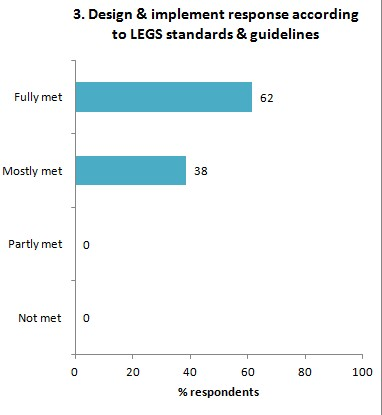 3. Design & implement response according
to LEGS standards & guidelines
Fully met
62
Mostly met
38
Partly met
0
Not met
0
0 20 40 60 80 100
% respondents